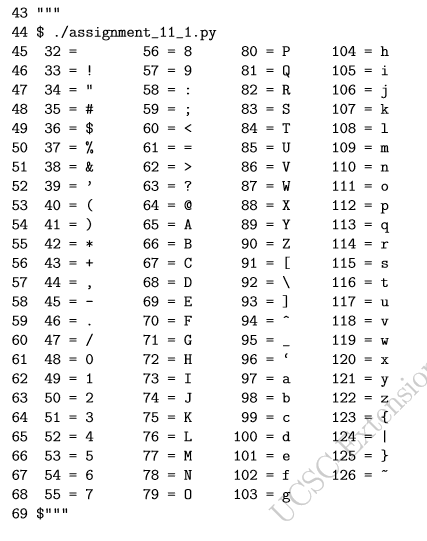 43 """
44 $ ./assignment_11_1.py
45  32 =       56 = 8     80 = P    104 = h
46  33 = !     57 = 9     81 = Q    105 = i
47  34 = "     58 = :     82 = R    106 = j
48  35 = #     59 = ;     83 = S    107 = k
49  36 = $     60 = <     84 = T    108 = l
50  37 = %     61 = =     85 = U    109 = m
51  38 = &     62 = >     86 = V    110 = n
52  39 = ’     63 = ?     87 = W    111 = o
53  40 = (     64 = @     88 = X    112 = p
54  41 = )     65 = A     89 = Y    113 = q
55  42 = *     66 = B     90 = Z    114 = r
56  43 = +     67 = C     91 = [    115 = s
57  44 = ,     68 = D     92 = \    116 = t
58  45 = -     69 = E     93 = ]    117 = u
59  46 = .     70 = F     94 = ^    118 = v
60  47 = /     71 = G     95 = _    119 = w
61  48 = 0     72 = H     96 = ‘    120 = x
62  49 = 1     73 = I     97 = a    121 = y
63  50 = 2     74 = J     98 = b    122 = z
64  51 = 3     75 = K     99 = c    123 = {
65  52 = 4     76 = L    100 = d    124 = |
66  53 = 5     77 = M    101 = e    125 = }
67  54 = 6     78 = N    102 = f    126 = ~
68  55 = 7     79 = O    103 = g
69 $"""
UCSC Extension